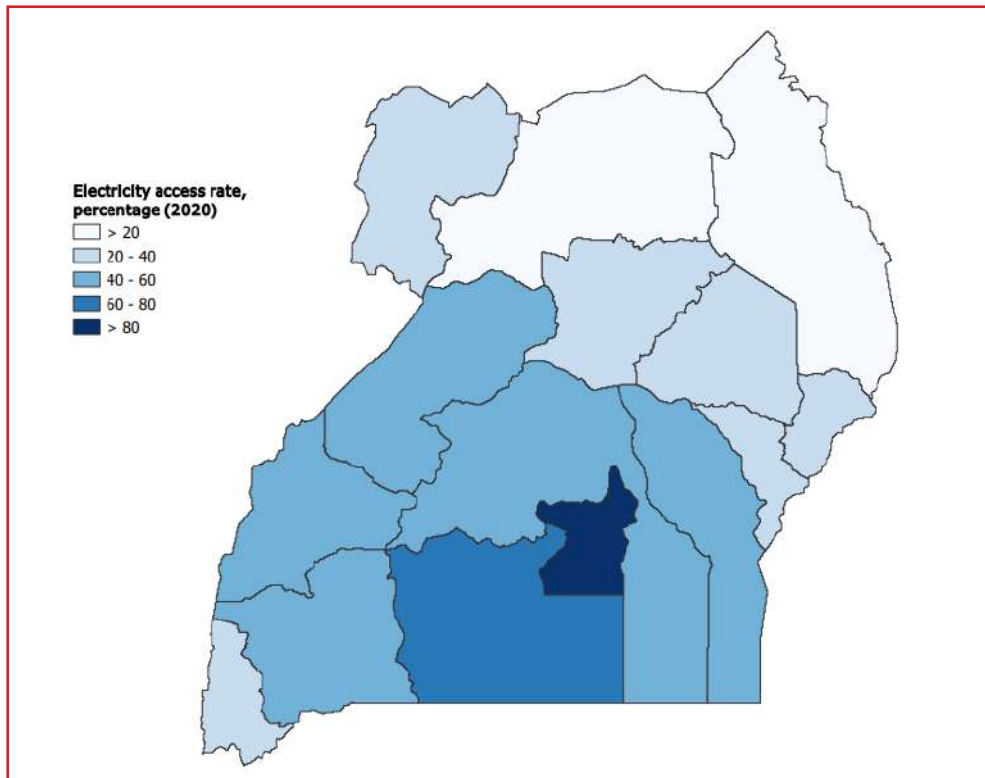 Electricity access rate,
percentage (2020)
> 20
20 - 40
40 - 60
60 - 80
> 80